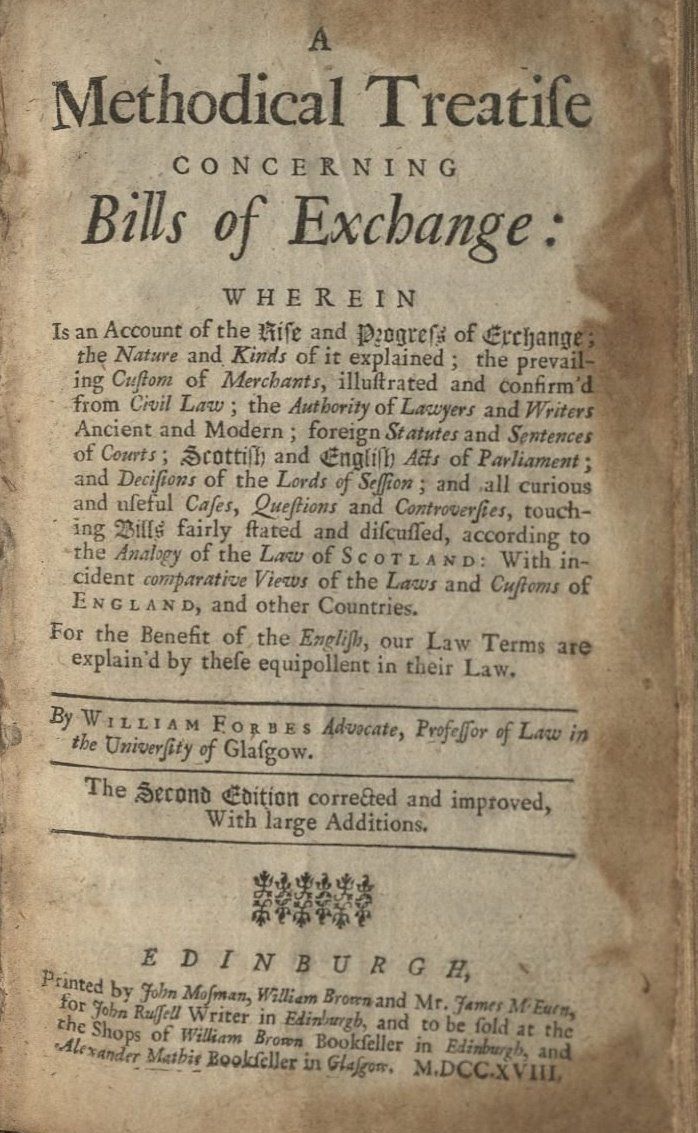 A
Methodical Treatiſe
CONCERNING
Bills of Exchange:
WHEREIN
Is an Account of the Riſe and Progreſs of Exchange;
the Nature and Kinds of it explained; the prevail-
ing Cuſtom of Merchants, illuſtrated and confirm'd
from Civil Law; the Authority of Lawyers and Writers
Ancient and Modern; foreign Statutes and Sentences
of Courts; Scottiſh and Engliſh Acts of Parliament;
and Deciſions of the Lords of Seſſion; and all curious
and uſeful Caſes, Queſtions and Controverſies, touch-
ing Bills fairly ſtated and diſcuſſed, according to
the Analogy of the Law of SCOTLAND: With in-
cident comparative Views of the Laws and Cuſtoms of
ENGLAND, and other Countries.
For the Benefit of the Engliſh, our Law Terms are
explain'd by theſe equipollent in their Law.
By WILLIAM FORBES Advocate, Profeſſor of Law in
the Univerſity of Glaſgow.
The Second Edition corrected and improved,
With large Additions.
EDINBURGH,
Printed by John Moſman, William Brown and Mr. James M'Euen,
for John Ruſſell Writer in Edinburgh, and to be ſold at the
the Shops of William Brown Bookſeller in Edinburgh, and
Alexander Mathie Bookſeller in Glaſgow. M.DCC.XVIII.